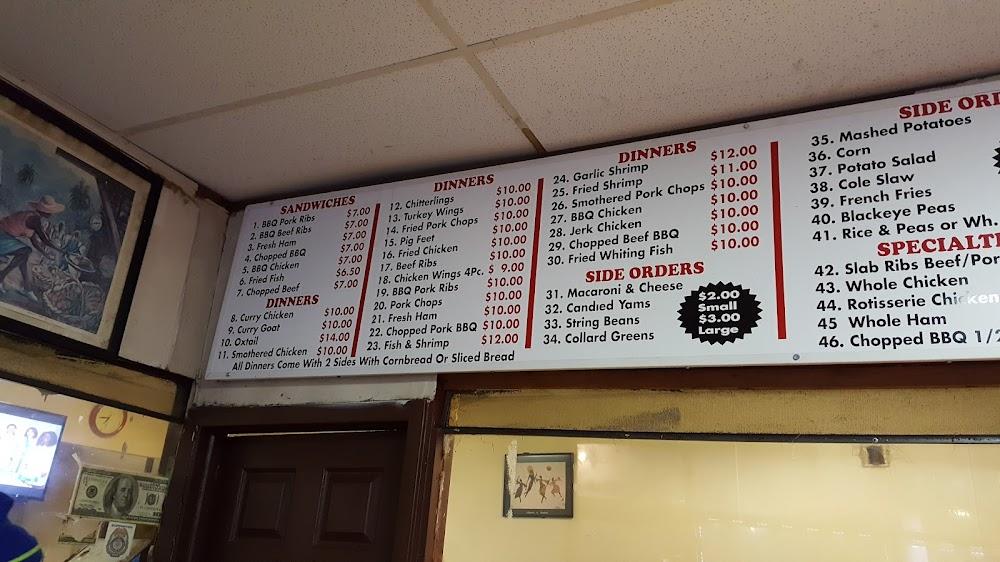 SANDWICHES
1. BBQ Pork Ribs $7.00
2. BBQ Beef Ribs $7.00
3. Fresh Ham $7.00
4. Chopped BBQ $7.00
5. BBQ Chicken $7.00
6. Fried Fish $6.50
7. Chopped Beef $7.00
DINNERS
8. Curry Chicken $10.00
9. Curry Goat $10.00
10. Oxtail $14.00
11. Smothered Chicken $10.00
All Dinners Come With 2 Sides With Cornbread Or Sliced Bread
DINNERS
12. Chitterlings $10.00
13. Turkey Wings $10.00
14. Fried Pork Chops $10.00
15. Pig Feet $10.00
16. Fried Chicken $10.00
17. Beef Ribs $10.00
18. Chicken Wings 4Pc. $ 9.00
19. BBQ Pork Ribs $10.00
20. Pork Chops $10.00
21. Fresh Ham $10.00
22. Chopped Pork BBQ $10.00
23. Fish & Shrimp $12.00
DINNERS
24. Garlic Shrimp $12.00
25. Fried Shrimp $11.00
26. Smothered Pork Chops $10.00
27. BBQ Chicken $10.00
28. Jerk Chicken $10.00
29. Chopped Beef BBQ $10.00
30. Fried Whiting Fish $10.00
SIDE ORDERS
31. Macaroni & Cheese
32. Candied Yams
33. String Beans
34. Collard Greens
$2.00
Small
$3.00
Large
SIDE ORD
35. Mashed Potatoes
36. Corn
37. Potato Salad
38. Cole Slaw
39. French Fries
40. Blackeye Peas
41. Rice & Peas or Wh
SPECIALTI
42. Slab Ribs Beef/Por
43. Whole Chicken
44. Rotisserie Chicken
45 Whole Ham
46. Chopped BBQ 1/2